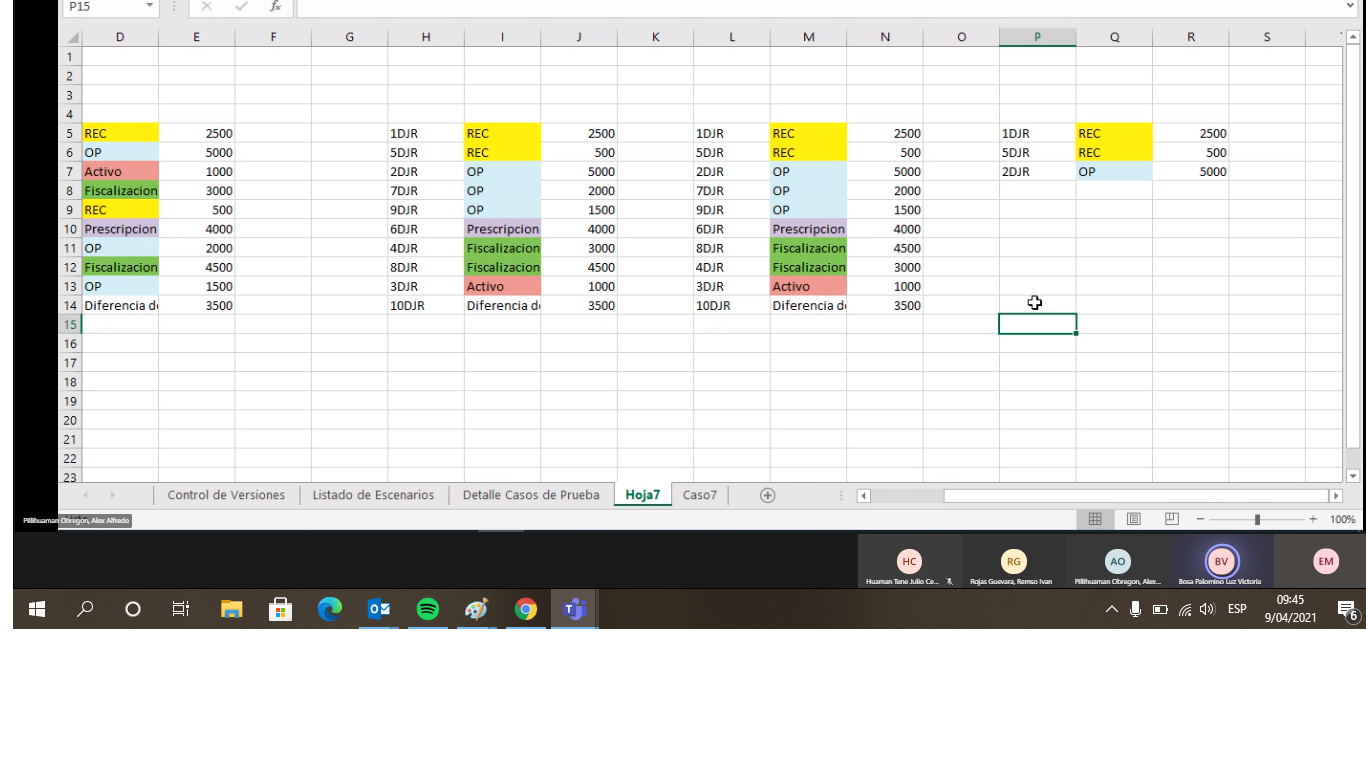 P15 fx
D E F G H I J K L M N O P Q R S
1
2
3
4
5 REC 2500 1DJR REC 2500 1DJR REC 2500 1DJR REC 2500
6 OP 5000 5DJR REC 500 5DJR REC 500 5DJR REC 500
7 Activo 1000 2DJR OP 5000 2DJR OP 5000 2DJR OP 5000
8 Fiscalizacion 3000 7DJR OP 2000 7DJR OP 2000
9 REC 500 9DJR OP 1500 9DJR OP 1500
10 Prescripcion 4000 6DJR Prescripcion 4000 6DJR Prescripcion 4000
11 OP 2000 4DJR Fiscalizacion 3000 8DJR Fiscalizacion 4500
12 Fiscalizacion 4500 8DJR Fiscalizacion 4500 4DJR Fiscalizacion 3000
13 OP 1500 3DJR Activo 1000 3DJR Activo 1000
14 Diferencia d 3500 10DJR Diferencia d 3500 10DJR Diferencia d 3500
15
16
17
18
19
20
21
22
23
Control de Versiones Listado de Escenarios Detalle Casos de Prueba Hoja7 Caso7
Pillihuaman Obregon, Alex Alfredo
100%
HC RG AO BV EM
Huaman Tene Julio Ce... Rojas Guevara, Remso Ivan Pillihuaman Obregon, Alex... Bosa Palomino Luz Victoria
ESP
09:45
9/04/2021
6